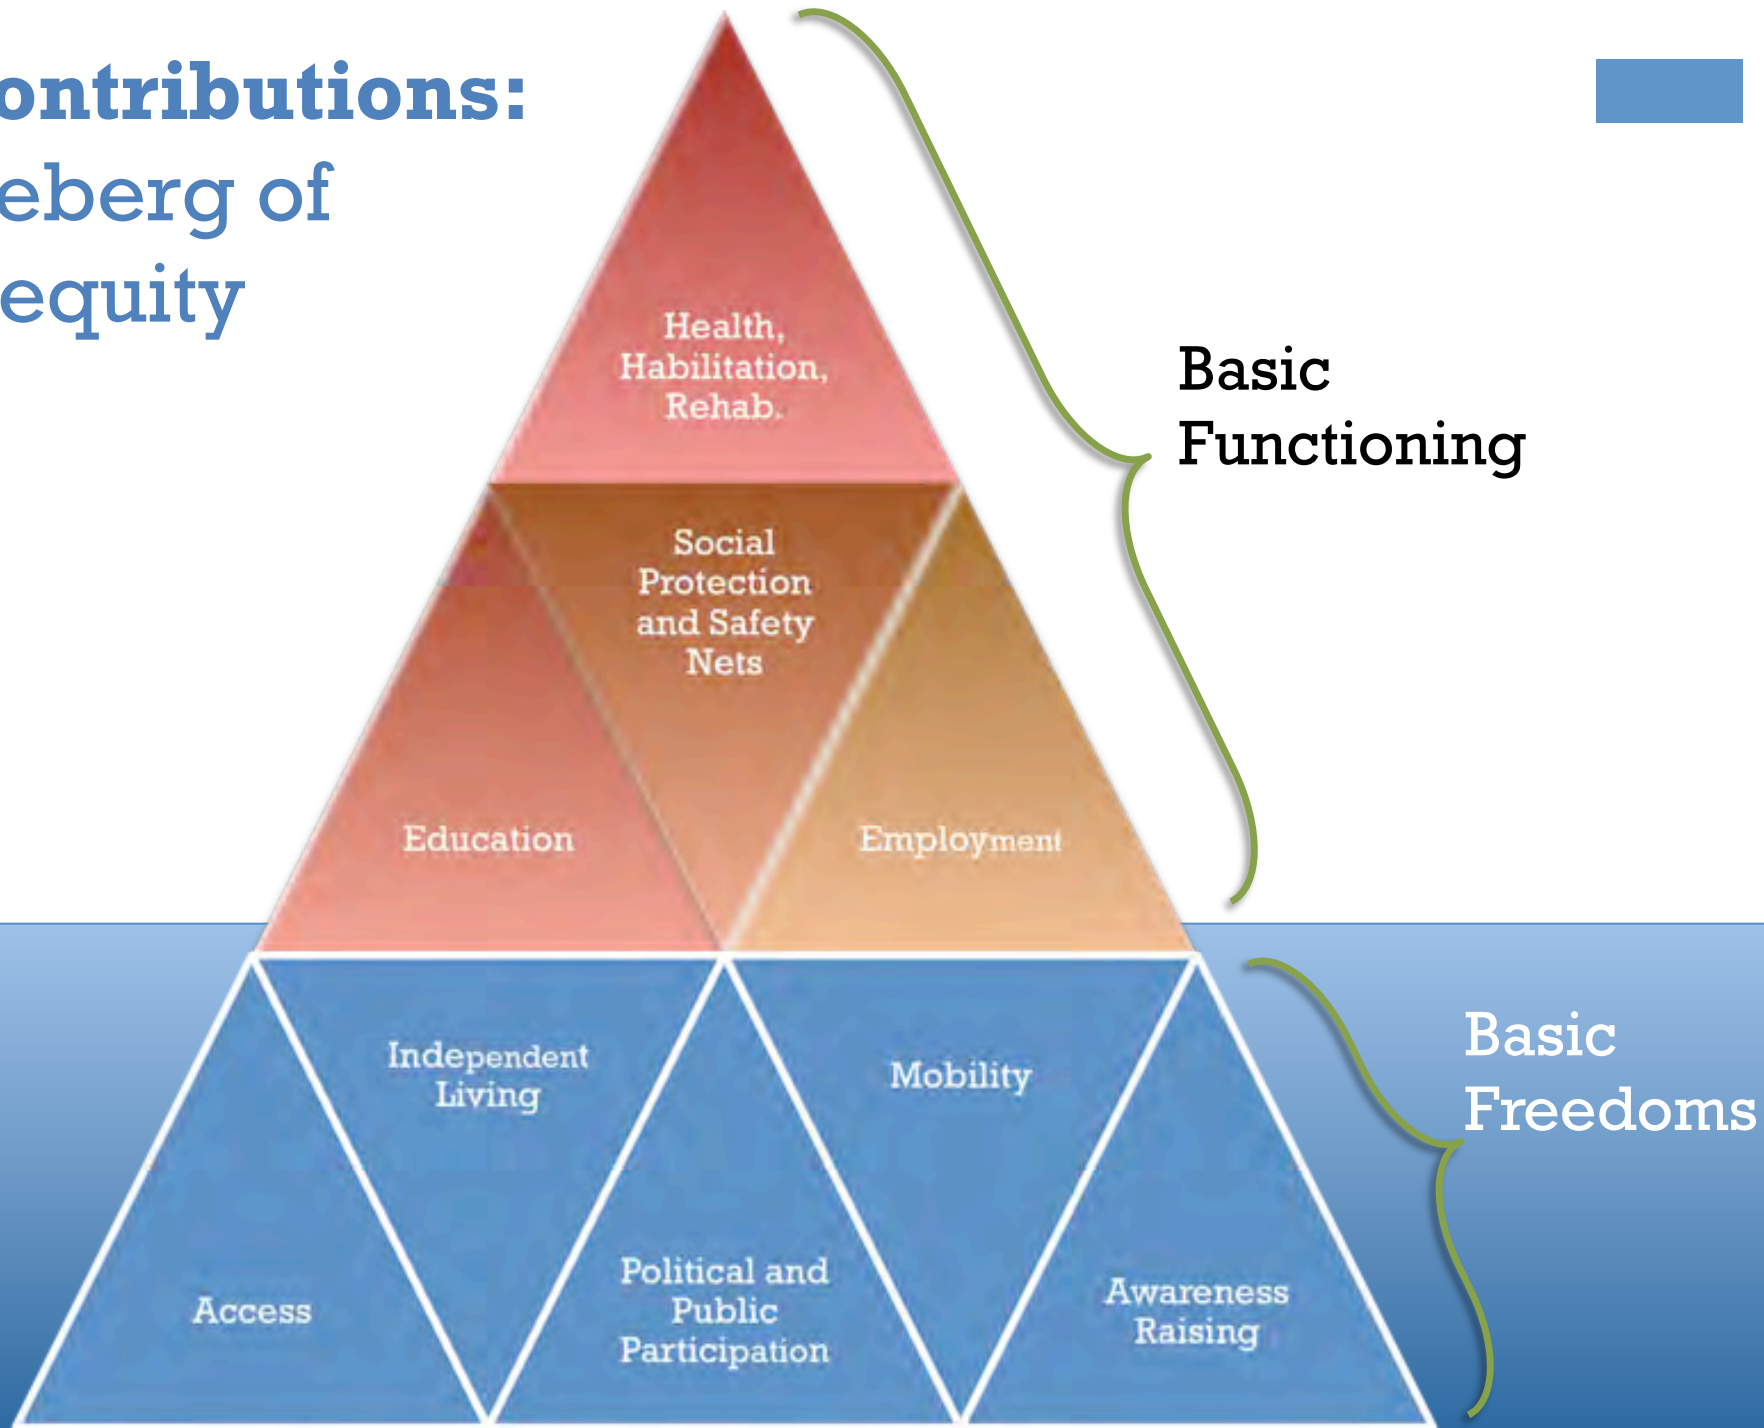 ontributions:
eberg of
equity
Health,
Habilitation,
Rehab.
Basic
Functioning
Social
Protection
and Safety
Nets
Education
Employment
Basic
Freedoms
Independent
Living
Mobility
Access
Political and
Public
Participation
Awareness
Raising